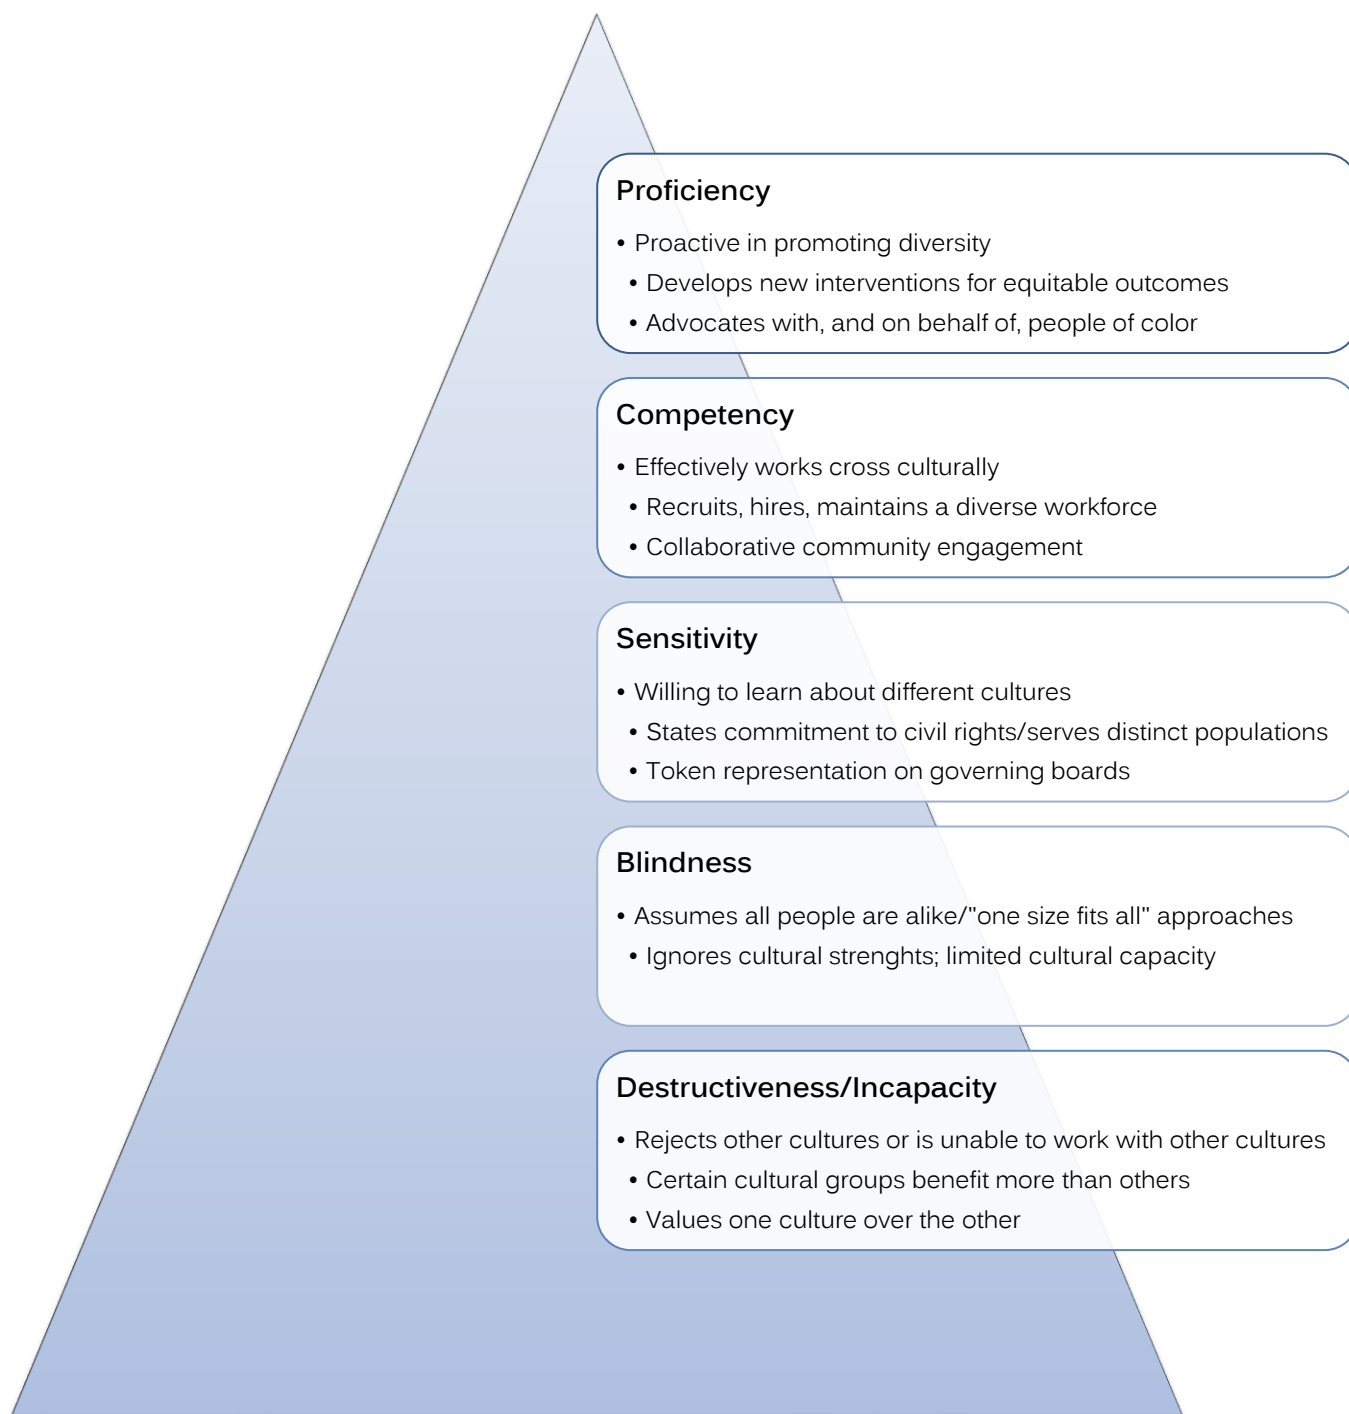 Proficiency
• Proactive in promoting diversity
• Develops new interventions for equitable outcomes
• Advocates with, and on behalf of, people of color
Competency
• Effectively works cross culturally
• Recruits, hires, maintains a diverse workforce
• Collaborative community engagement
Sensitivity
• Willing to learn about different cultures
• States commitment to civil rights/serves distinct populations
• Token representation on governing boards
Blindness
• Assumes all people are alike/"one size fits all" approaches
• Ignores cultural strenghts; limited cultural capacity
Destructiveness/Incapacity
• Rejects other cultures or is unable to work with other cultures
• Certain cultural groups benefit more than others
• Values one culture over the other